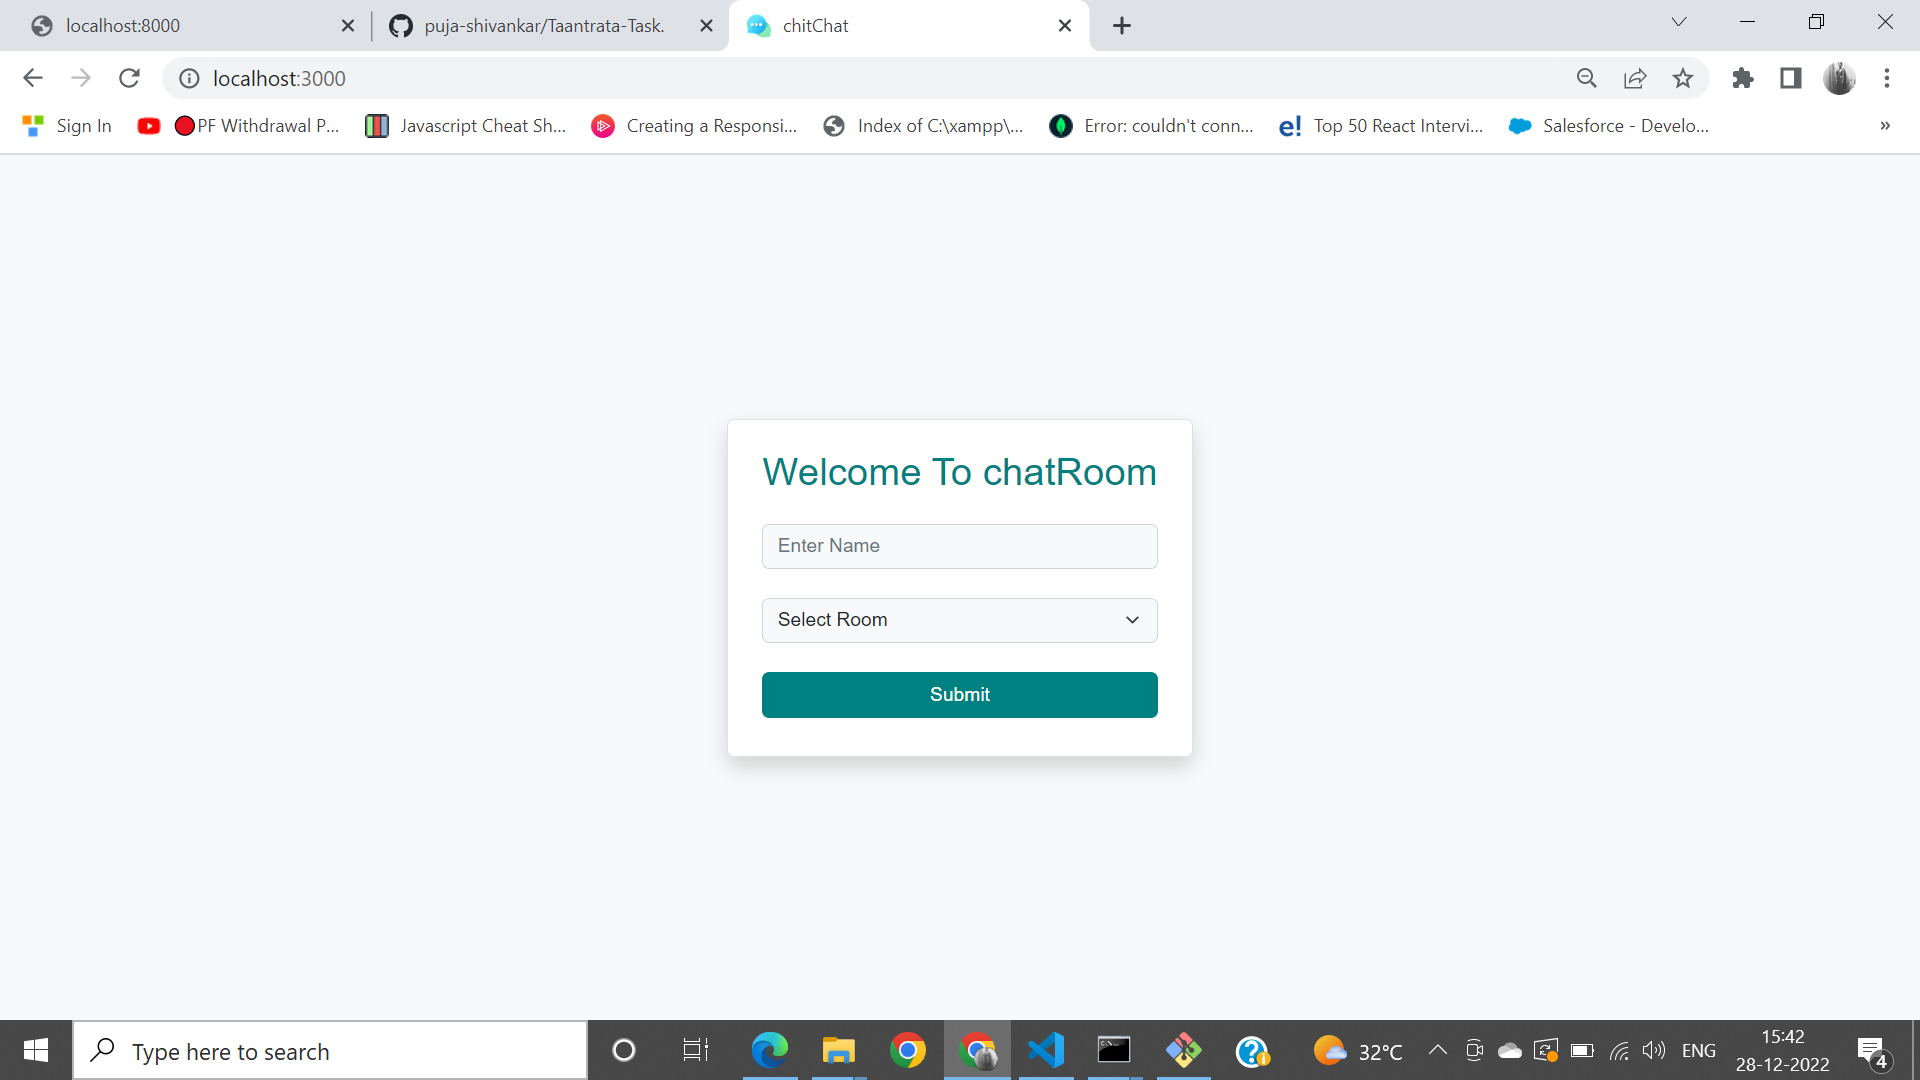 localhost:8000
puja-shivankar/Taantrata-Task.
chitChat
localhost:3000
Sign In
PF Withdrawal P...
Javascript Cheat Sh...
Creating a Responsi...
Index of C:\xampp\...
Error: couldn't conn...
e! Top 50 React Intervi...
Salesforce - Develo...
»
Welcome To chatRoom
Enter Name
Select Room
Submit
Type here to search
32°C
ENG
15:42
28-12-2022
4